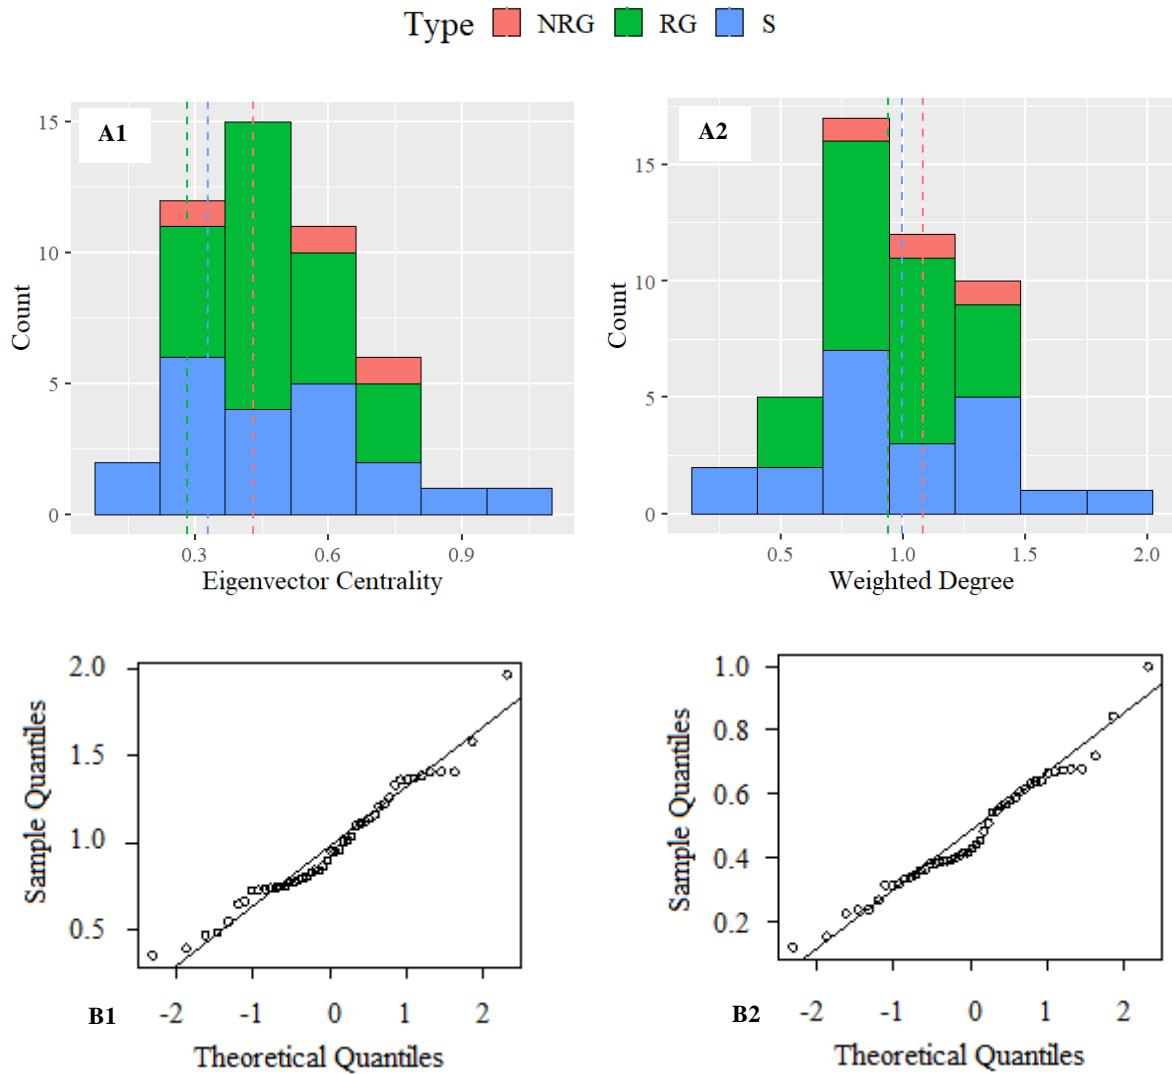 Type NRG RG S
A1
15
10
5
0
Count
0.3 0.6 0.9
Eigenvector Centrality
A2
15
10
5
0
Count
0.5 1.0 1.5 2.0
Weighted Degree
2.0
1.5
1.0
0.5
Sample Quantiles
-2 -1 0 1 2
B1
Theoretical Quantiles
1.0
0.8
0.6
0.4
0.2
Sample Quantiles
-2 -1 0 1 2
B2
Theoretical Quantiles